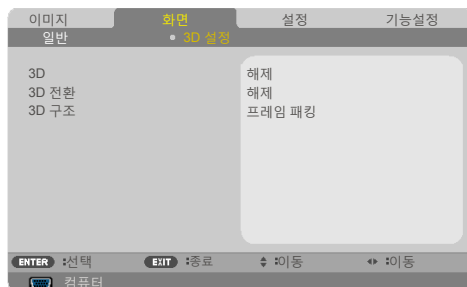 이미지 화면 설정 기능설정
일반 • 3D 설정
3D 해제
3D 전환 해제
3D 구조 프레임 패킹
ENTER :선택 EXIT :종료 :이동 :이동
컴퓨터